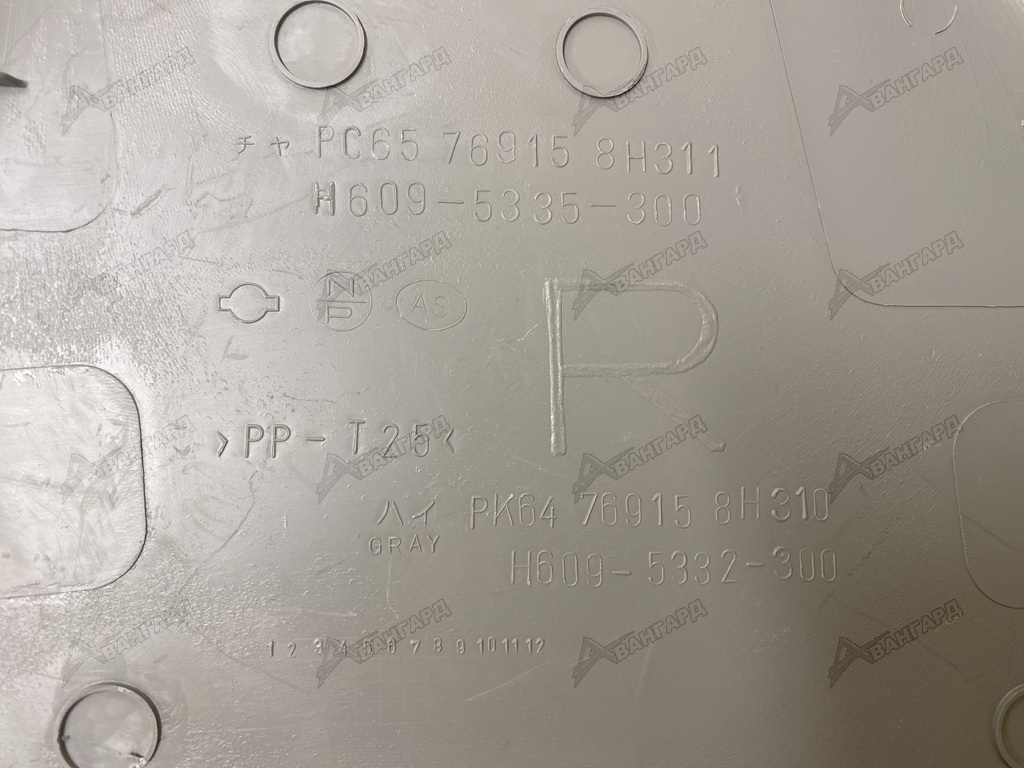 チャ PC65 76915 8H311
H609-5335-300
NP
AS
R
>PP-T25<
ハイ PK64 76915 8H310
GRAY
H609-5332-300
1 2 3 4 5 6 7 8 9 10 11 12
АВАНГАРД